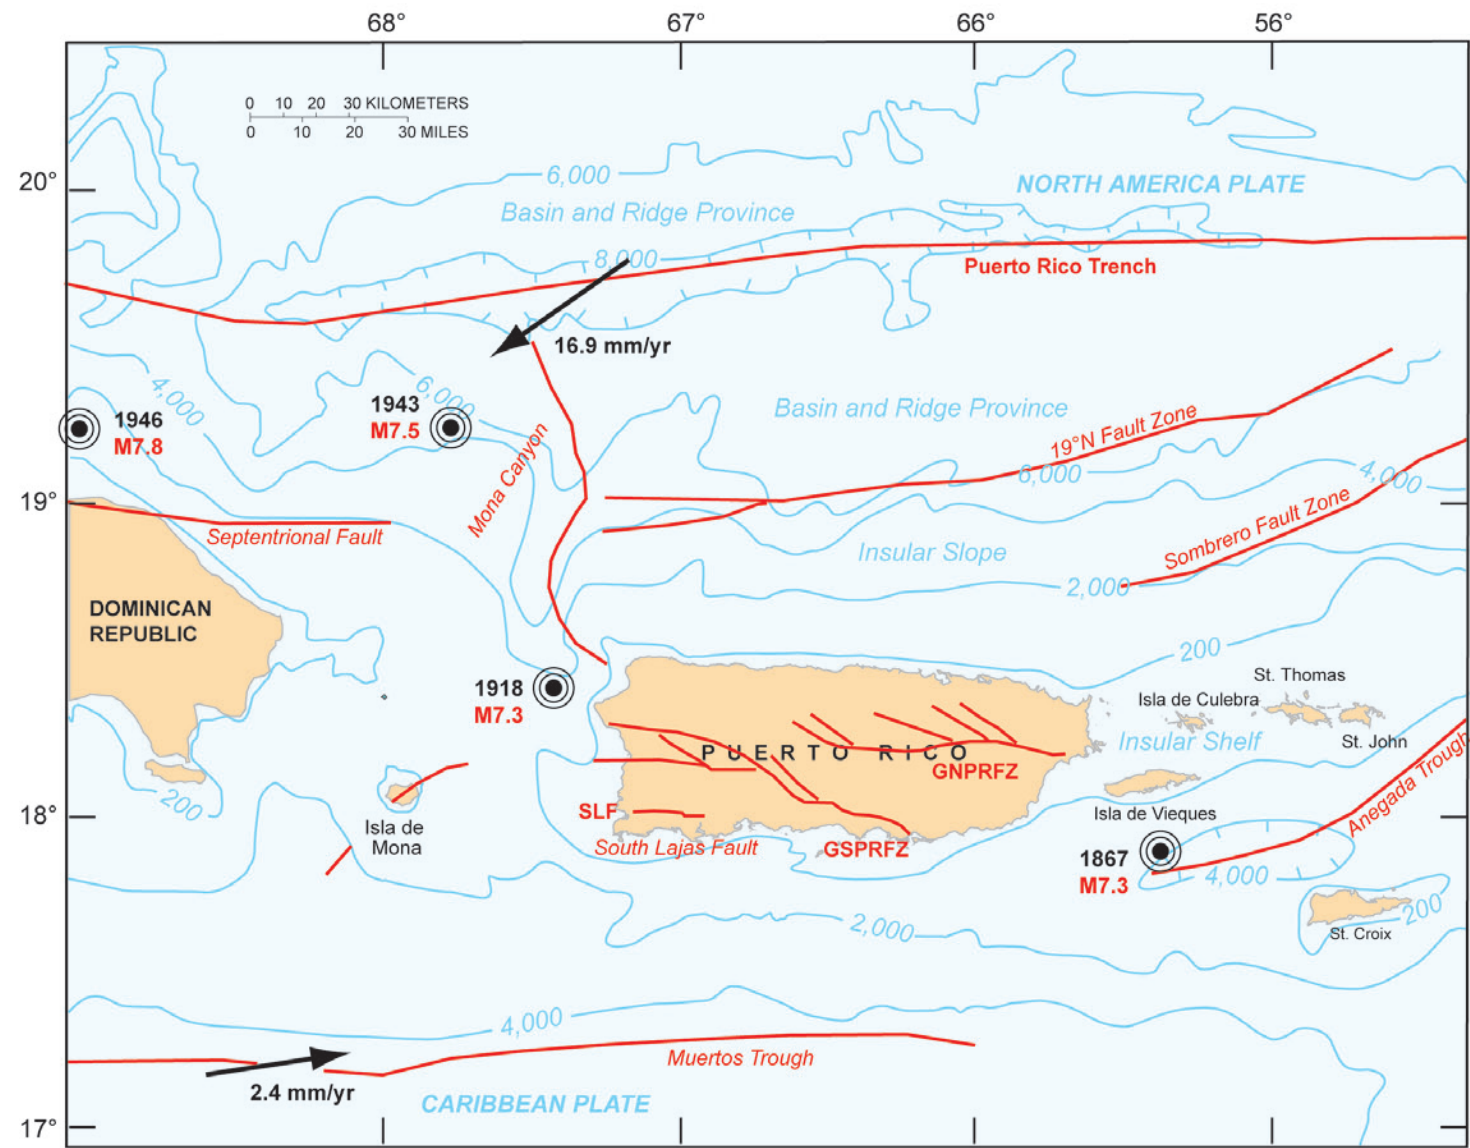 68°
67°
66°
56°
0 10 20 30 KILOMETERS
0 10 20 30 MILES
20°
6,000
NORTH AMERICA PLATE
Basin and Ridge Province
8,000
Puerto Rico Trench
16.9 mm/yr
4,000
6,000
1946
M7.8
1943
M7.5
Basin and Ridge Province
19°N Fault Zone
Mona Canyon
6,000
4,000
19°
Septentrional Fault
Sombrero Fault Zone
Insular Slope
2,000
DOMINICAN
REPUBLIC
200
1918
M7.3
St. Thomas
Isla de Culebra
Insular Shelf
St. John
PUERTO RICO
GNPRFZ
Anegada Trough
200
18°
SLF
Isla de Vieques
Isla de
Mona
South Lajas Fault
GSPRFZ
1867
M7.3
4,000
200
St. Croix
2,000
4,000
Muertos Trough
2.4 mm/yr
CARIBBEAN PLATE
17°